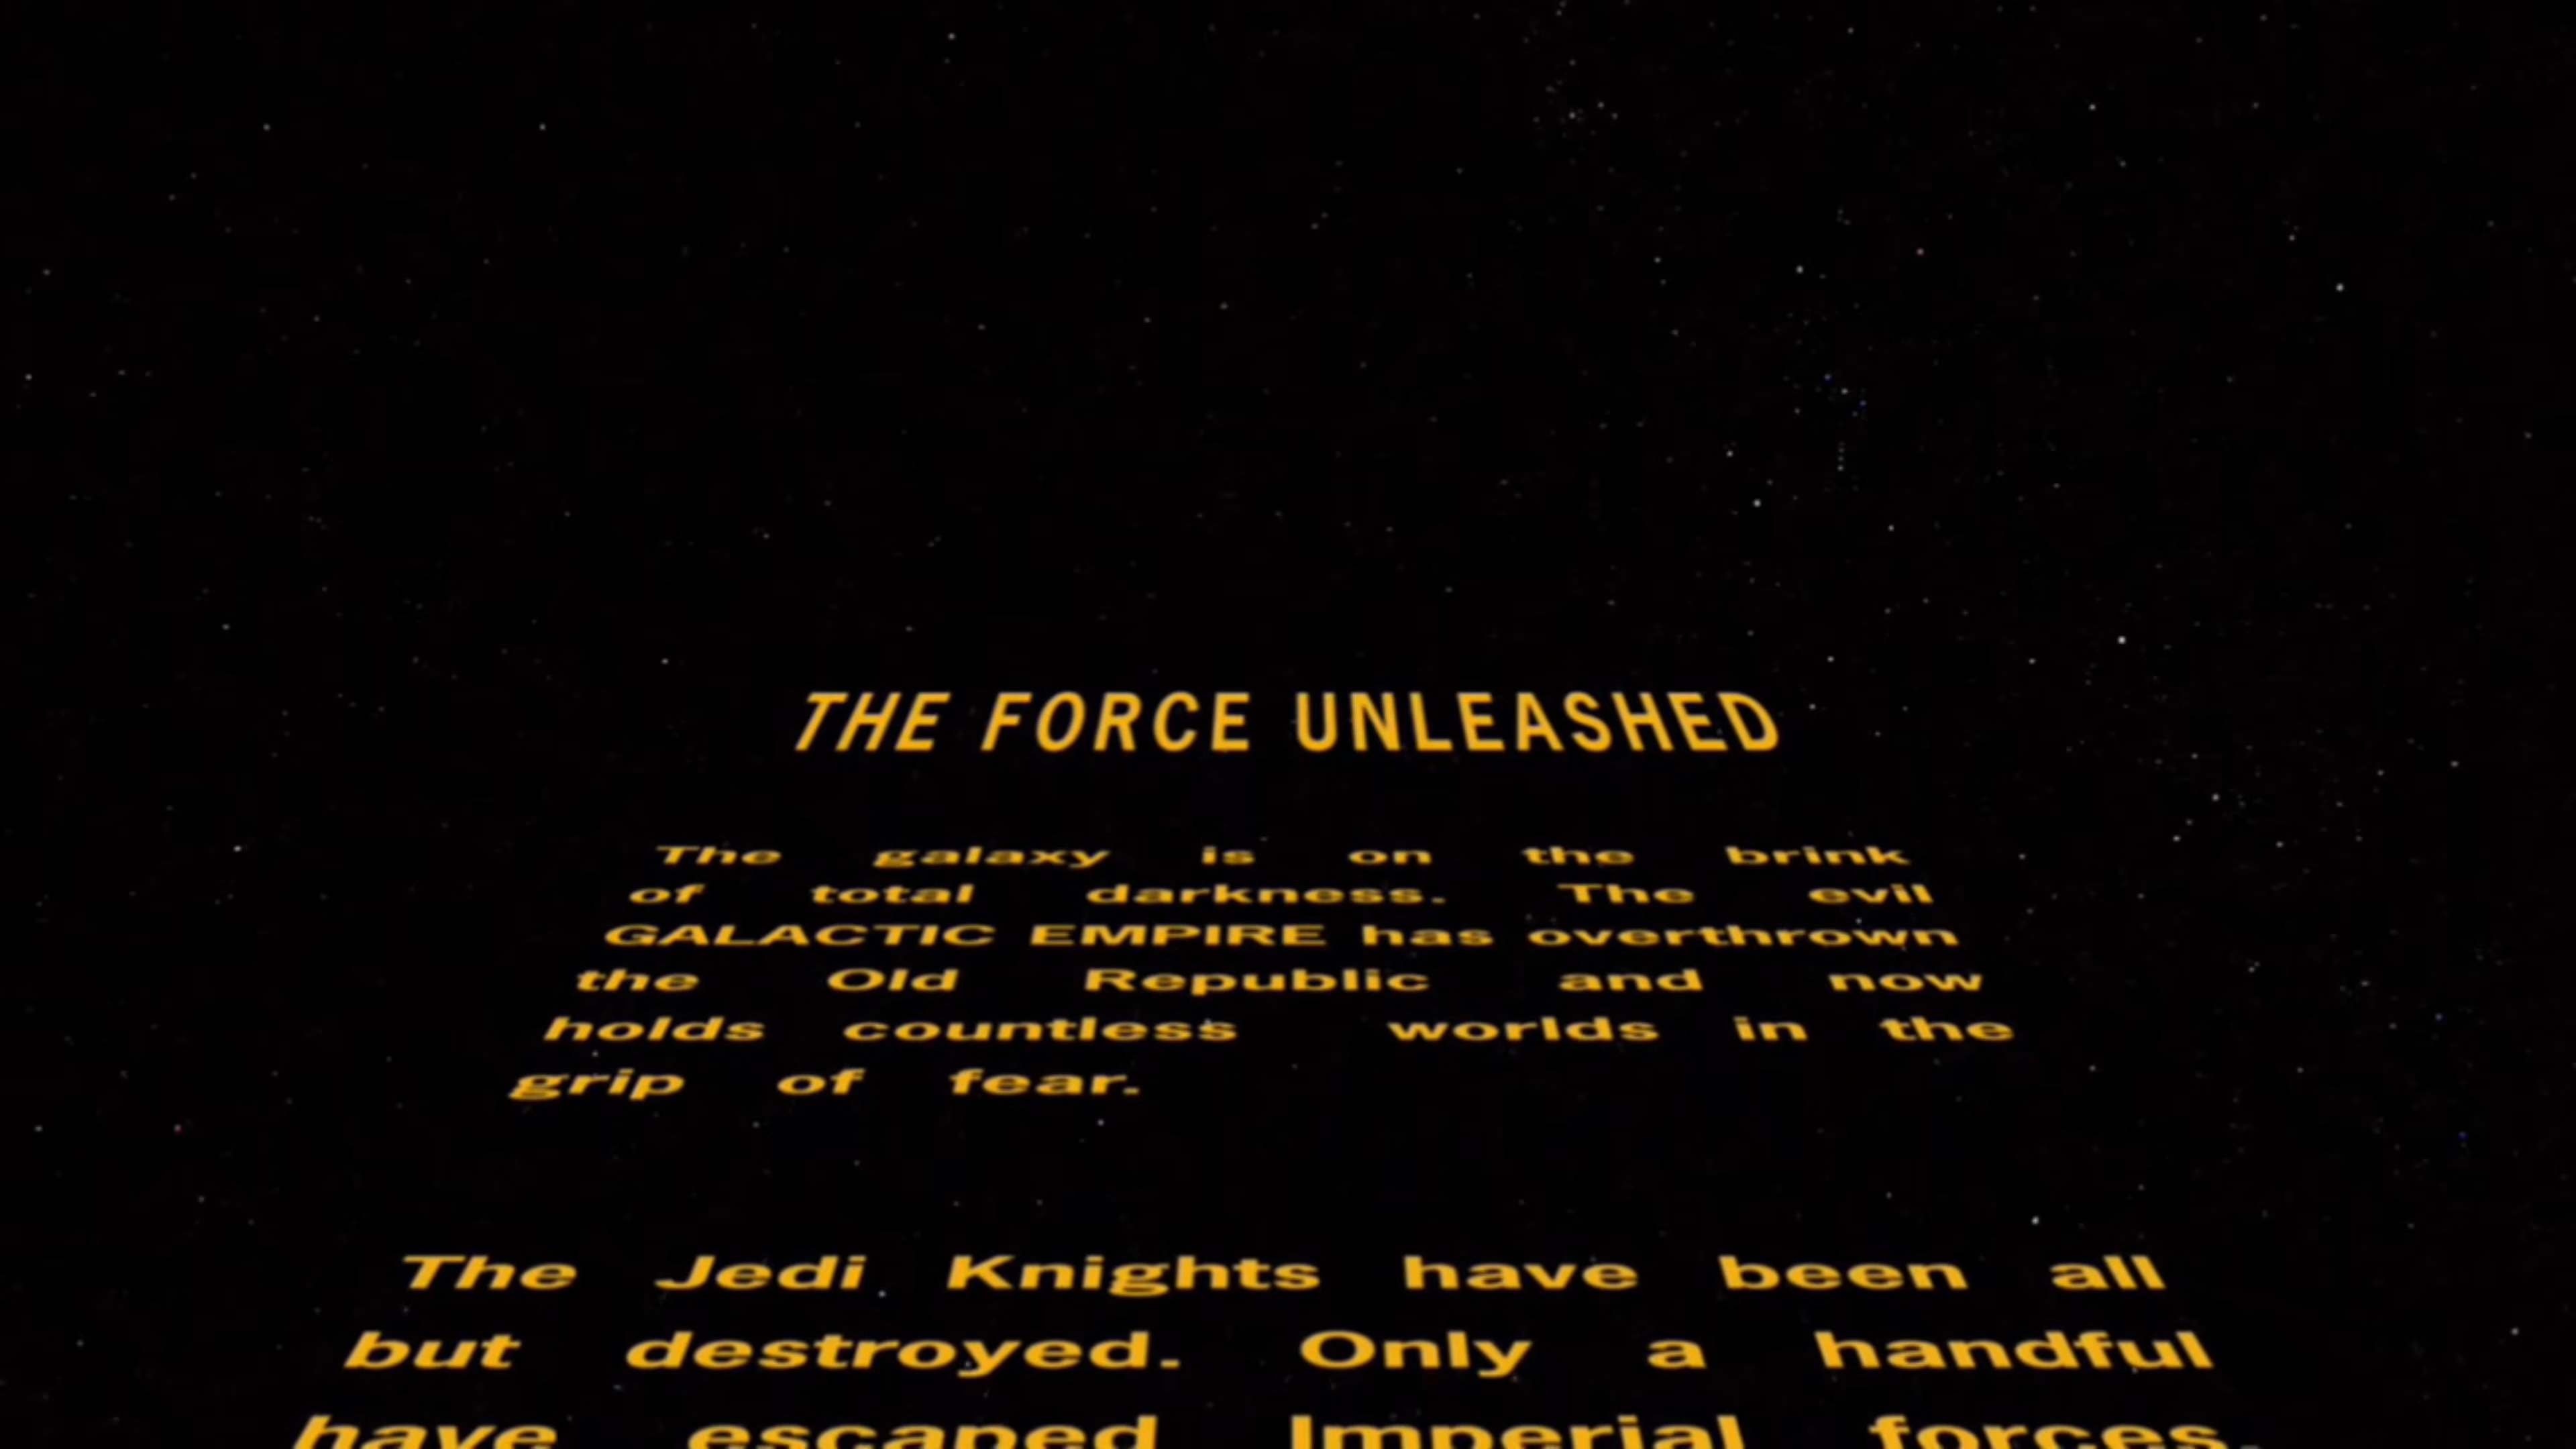 THE FORCE UNLEASHED
The galaxy is on the brink
of total darkness. The evil
GALACTIC EMPIRE has overthrown
the Old Republic and now
holds countless worlds in the
grip of fear.
The Jedi Knights have been all
but destroyed. Only a handful
have escaped Imperial forces,